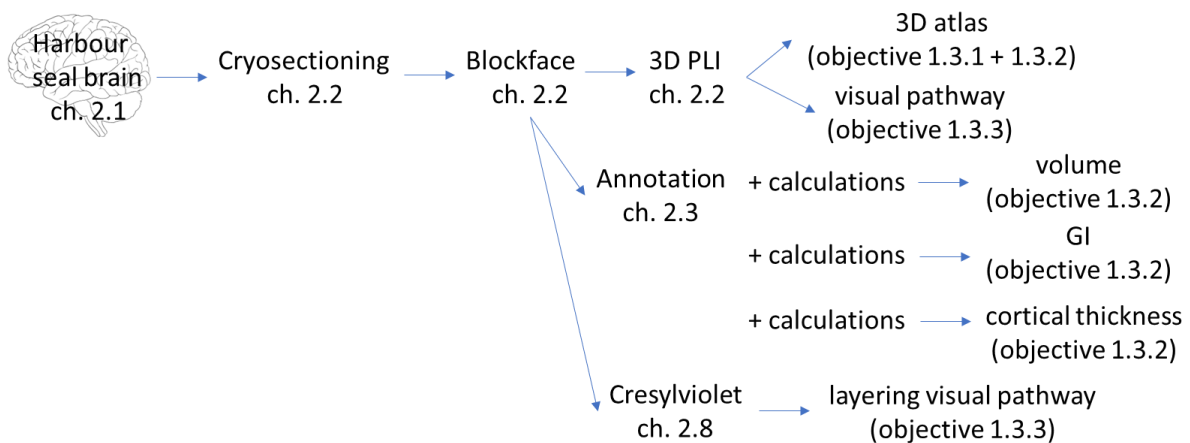 Harbour
seal brain
ch. 2.1
Cryosectioning
ch. 2.2
Blockface
ch. 2.2
3D PLI
ch. 2.2
3D atlas
(objective 1.3.1 + 1.3.2)
visual pathway
(objective 1.3.3)
Annotation
ch. 2.3
+ calculations
volume
(objective 1.3.2)
+ calculations
GI
(objective 1.3.2)
+ calculations
cortical thickness
(objective 1.3.2)
Cresylviolet
ch. 2.8
layering visual pathway
(objective 1.3.3)